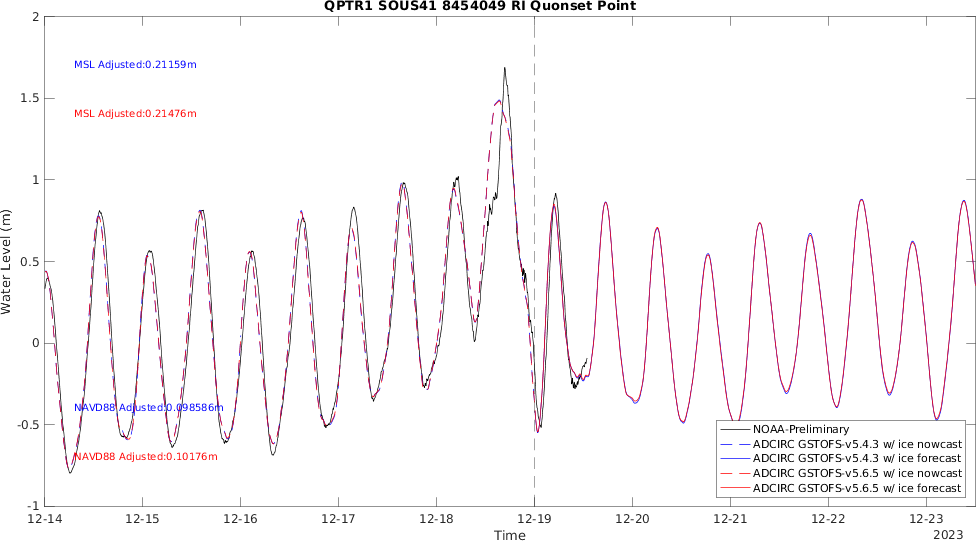 QPTR1 SOUS41 8454049 RI Quonset Point
2
1.5
1
0.5
0
-0.5
-1
Water Level (m)
MSL Adjusted:0.21159m
MSL Adjusted:0.21476m
NAVD88 Adjusted:0.098586m
NAVD88 Adjusted:0.10176m
NOAA-Preliminary
ADCIRC GSTOFS-v5.4.3 w/ ice nowcast
ADCIRC GSTOFS-v5.4.3 w/ ice forecast
ADCIRC GSTOFS-v5.6.5 w/ ice nowcast
ADCIRC GSTOFS-v5.6.5 w/ ice forecast
12-14 12-15 12-16 12-17 12-18 12-19 12-20 12-21 12-22 12-23
Time
2023